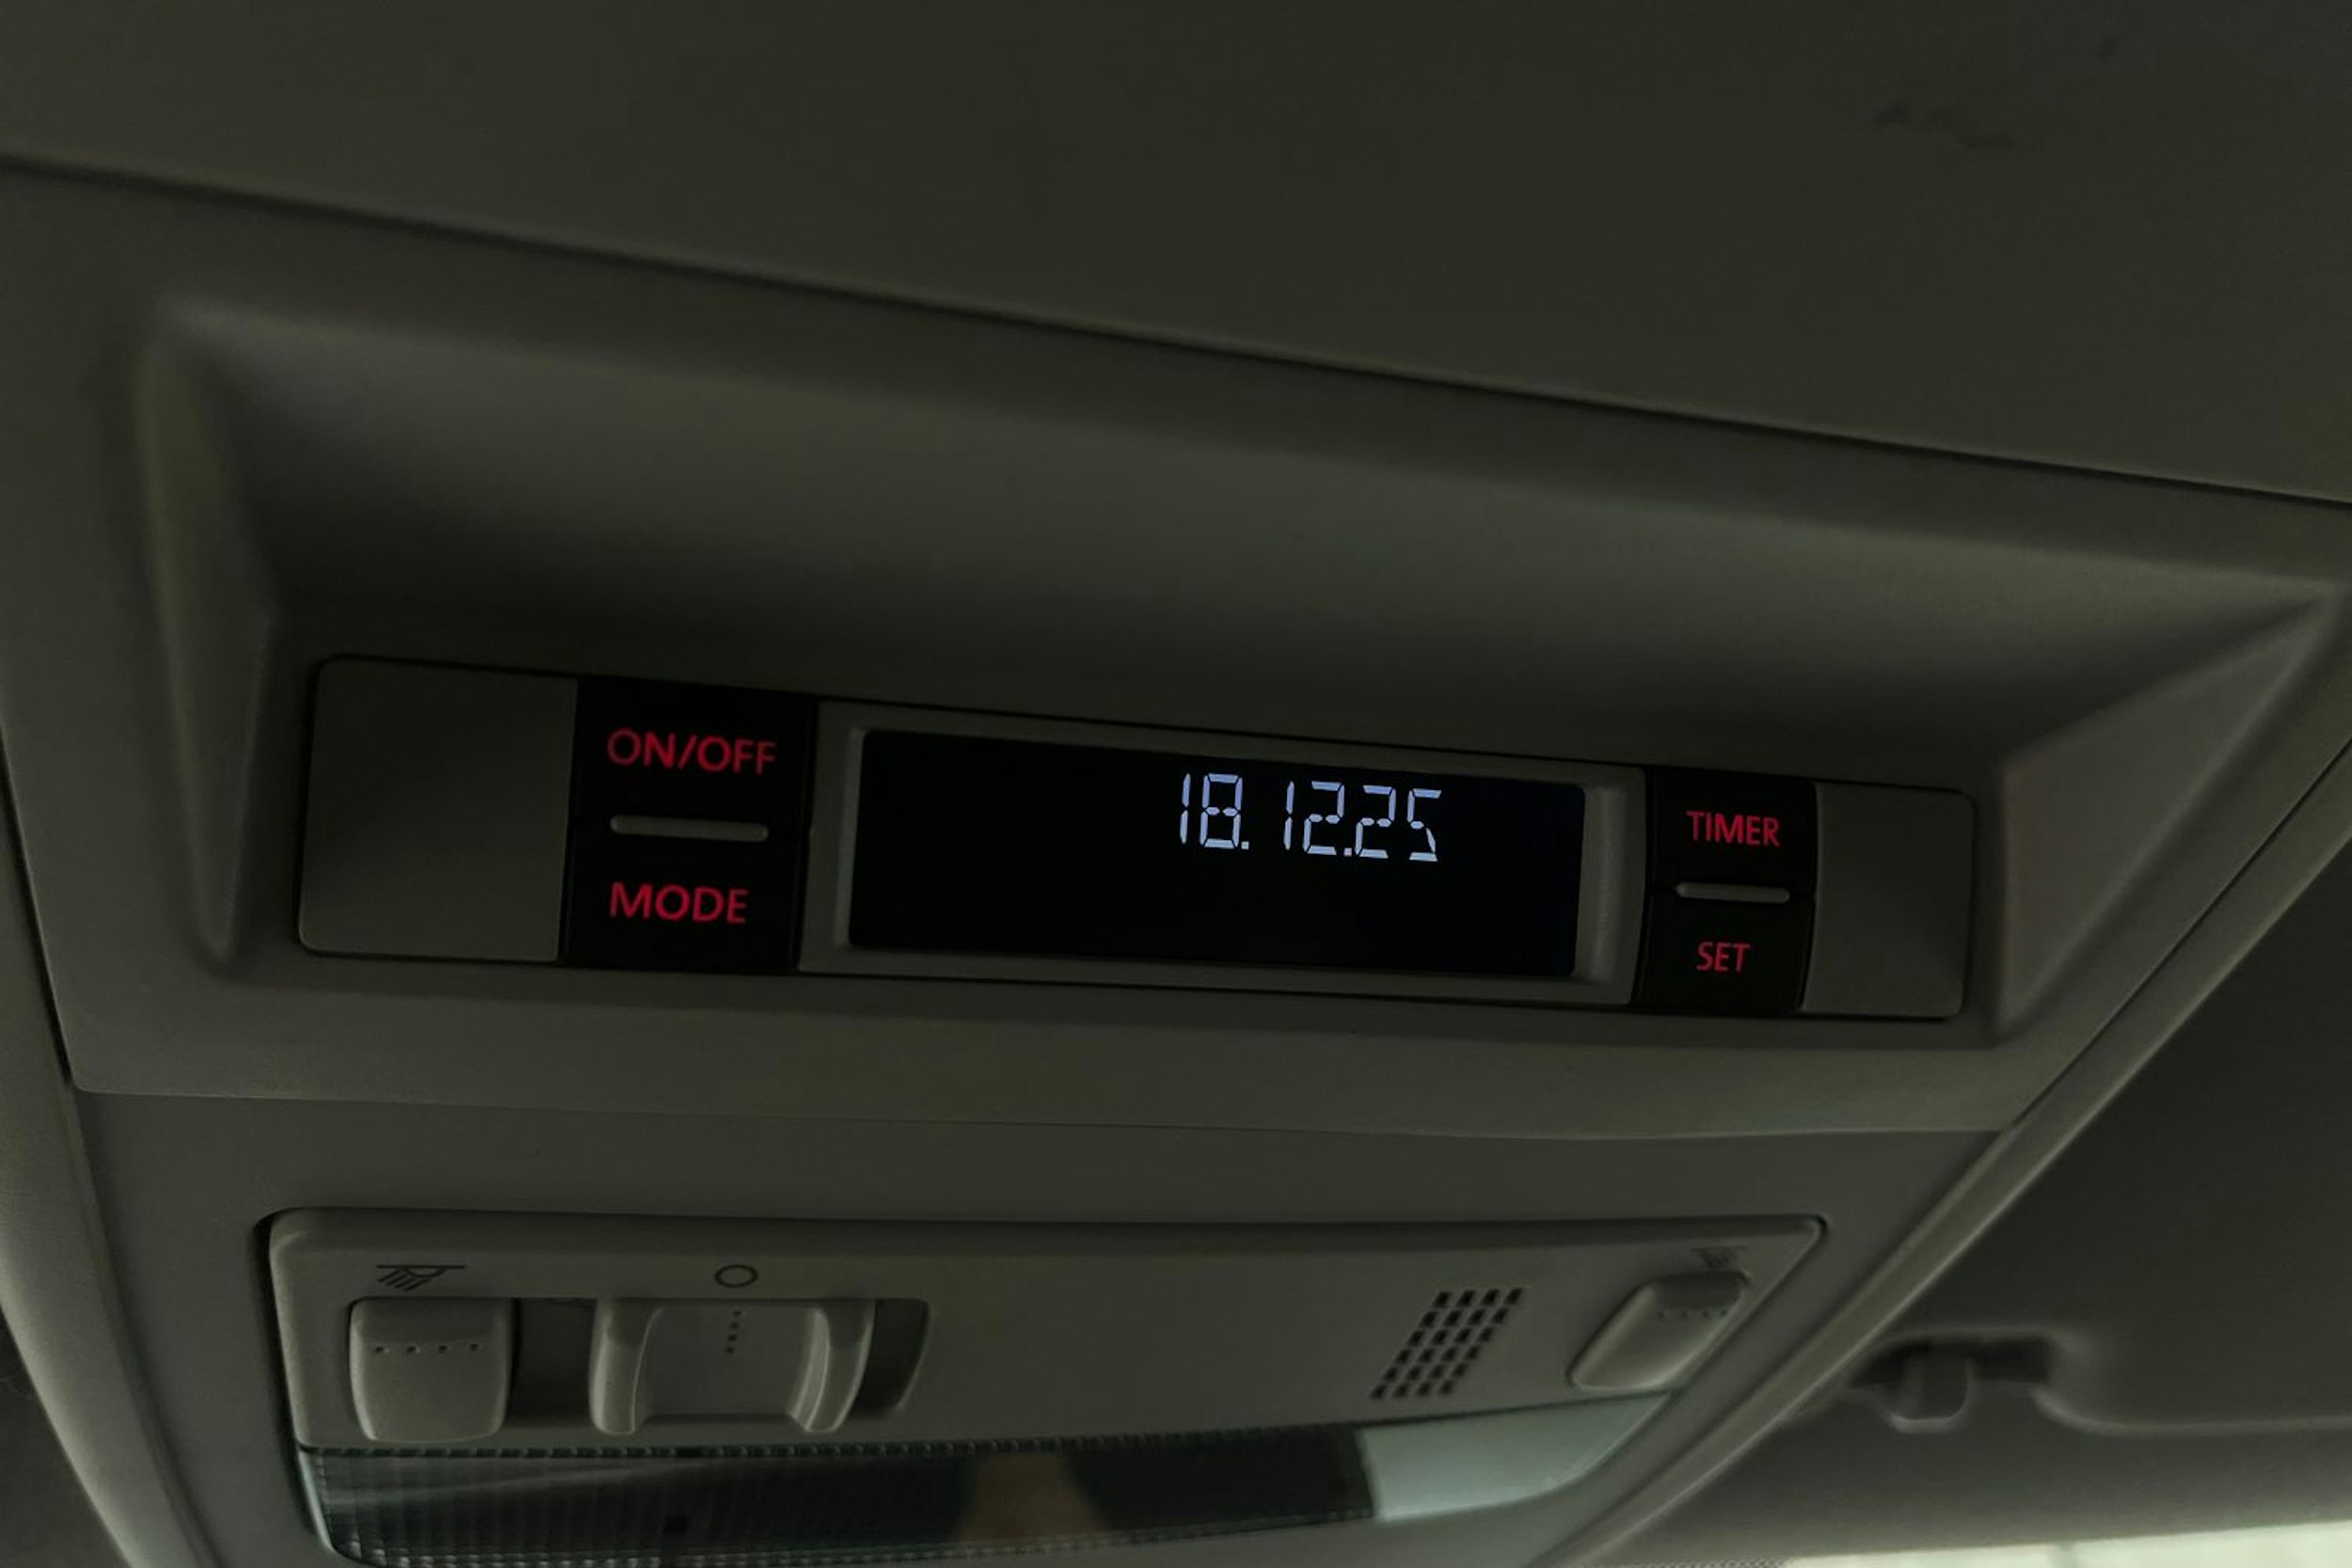 ON/OFF
MODE
18.12.25
TIMER
SET